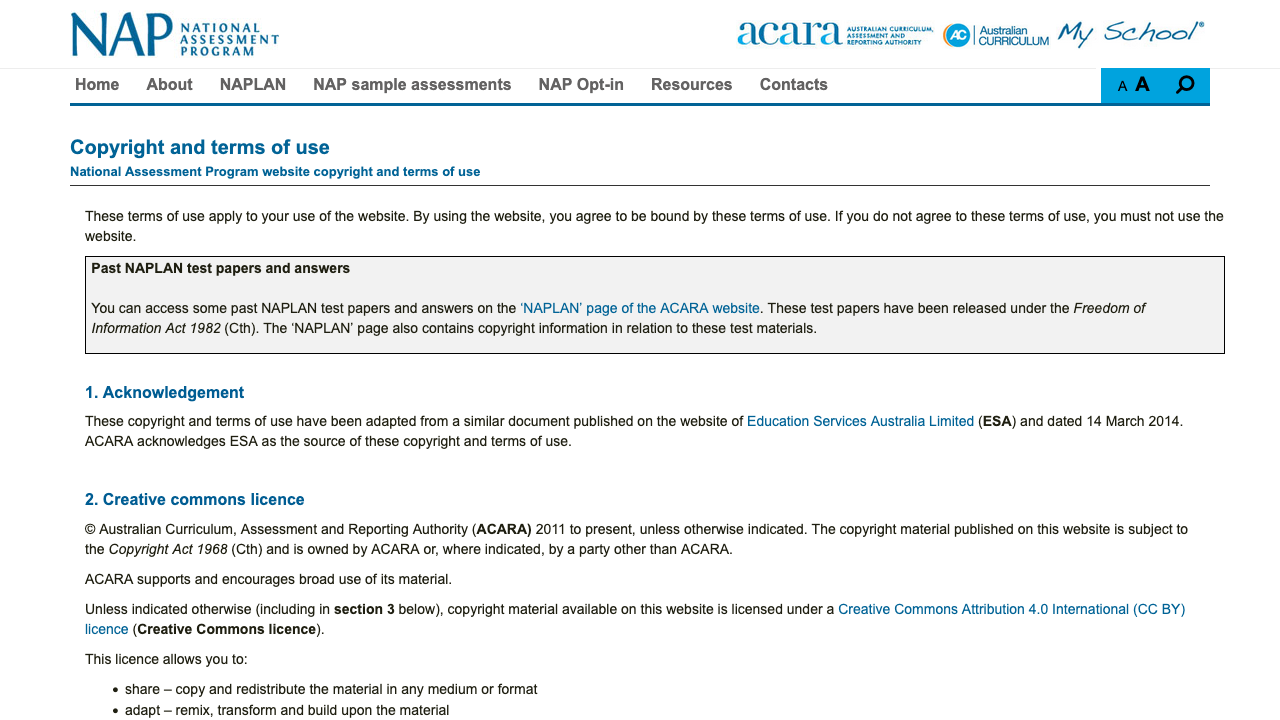 NAP NATIONAL ASSESSMENT PROGRAM
acara AUSTRALIAN CURRICULUM, ASSESSMENT AND REPORTING AUTHORITY
AC Australian CURRICULUM
My School®
Home About NAPLAN NAP sample assessments NAP Opt-in Resources Contacts A A
Copyright and terms of use
National Assessment Program website copyright and terms of use
These terms of use apply to your use of the website. By using the website, you agree to be bound by these terms of use. If you do not agree to these terms of use, you must not use the
website.
Past NAPLAN test papers and answers
You can access some past NAPLAN test papers and answers on the ‘NAPLAN’ page of the ACARA website. These test papers have been released under the Freedom of
Information Act 1982 (Cth). The ‘NAPLAN’ page also contains copyright information in relation to these test materials.
1. Acknowledgement
These copyright and terms of use have been adapted from a similar document published on the website of Education Services Australia Limited (ESA) and dated 14 March 2014.
ACARA acknowledges ESA as the source of these copyright and terms of use.
2. Creative commons licence
© Australian Curriculum, Assessment and Reporting Authority (ACARA) 2011 to present, unless otherwise indicated. The copyright material published on this website is subject to
the Copyright Act 1968 (Cth) and is owned by ACARA or, where indicated, by a party other than ACARA.
ACARA supports and encourages broad use of its material.
Unless indicated otherwise (including in section 3 below), copyright material available on this website is licensed under a Creative Commons Attribution 4.0 International (CC BY)
licence (Creative Commons licence).
This licence allows you to:
• share – copy and redistribute the material in any medium or format
• adapt – remix, transform and build upon the material